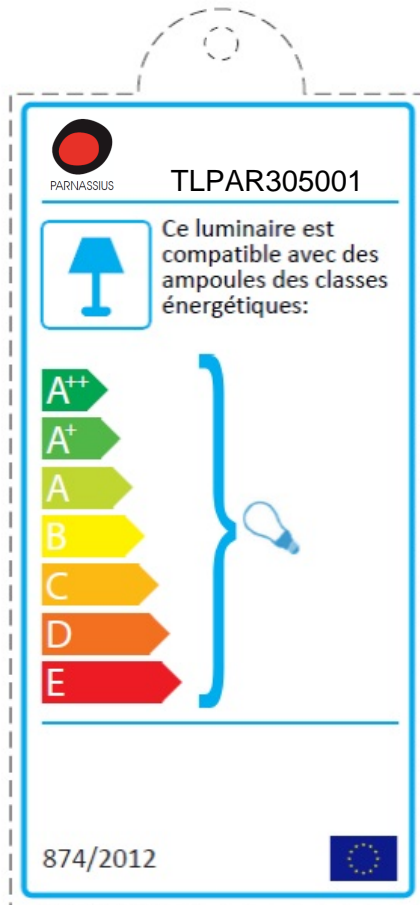 PARNASSIUS
TLPAR305001
Ce luminaire est
compatible avec des
ampoules des classes
énergétiques:
A++
A+
A
B
C
D
E
874/2012